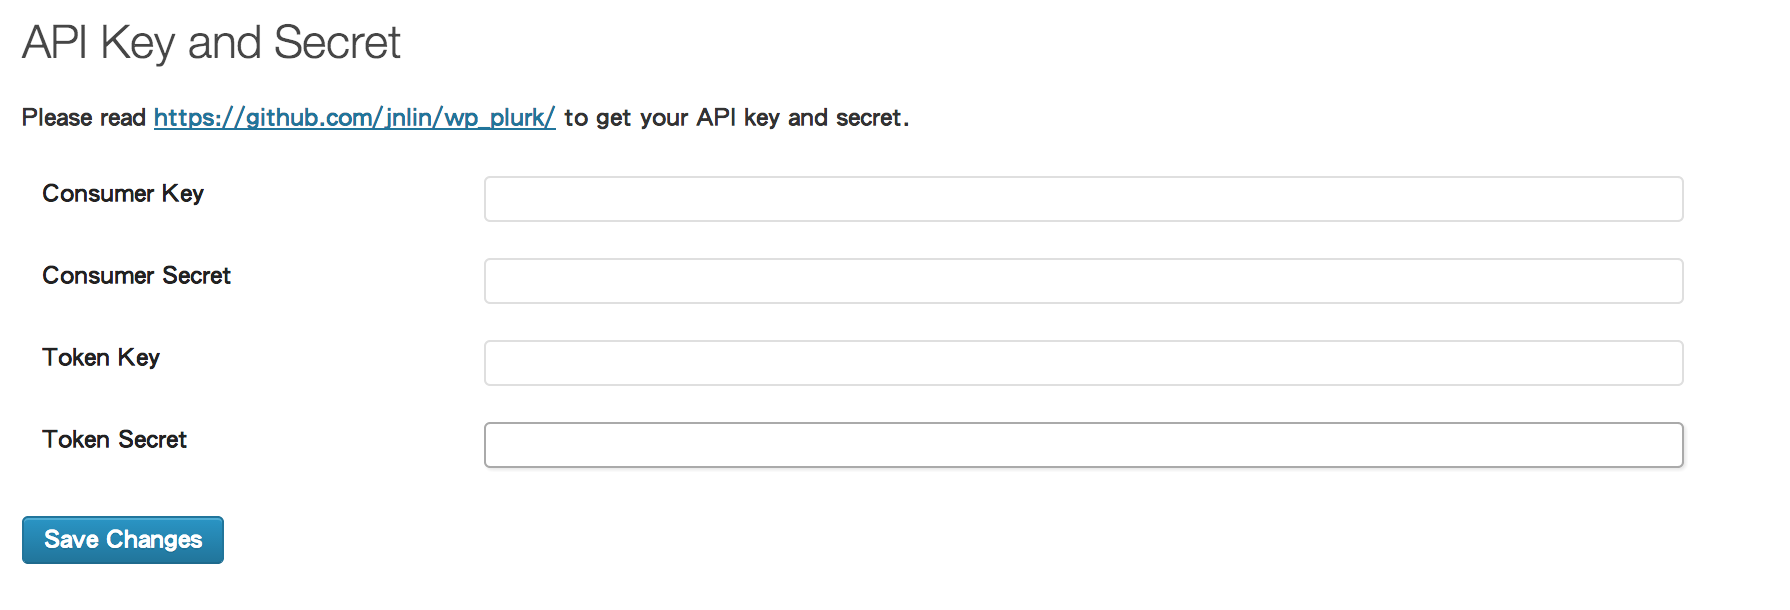 API Key and Secret
Please read https://github.com/jnlin/wp_plurk/ to get your API key and secret.
Consumer Key
Consumer Secret
Token Key
Token Secret
Save Changes